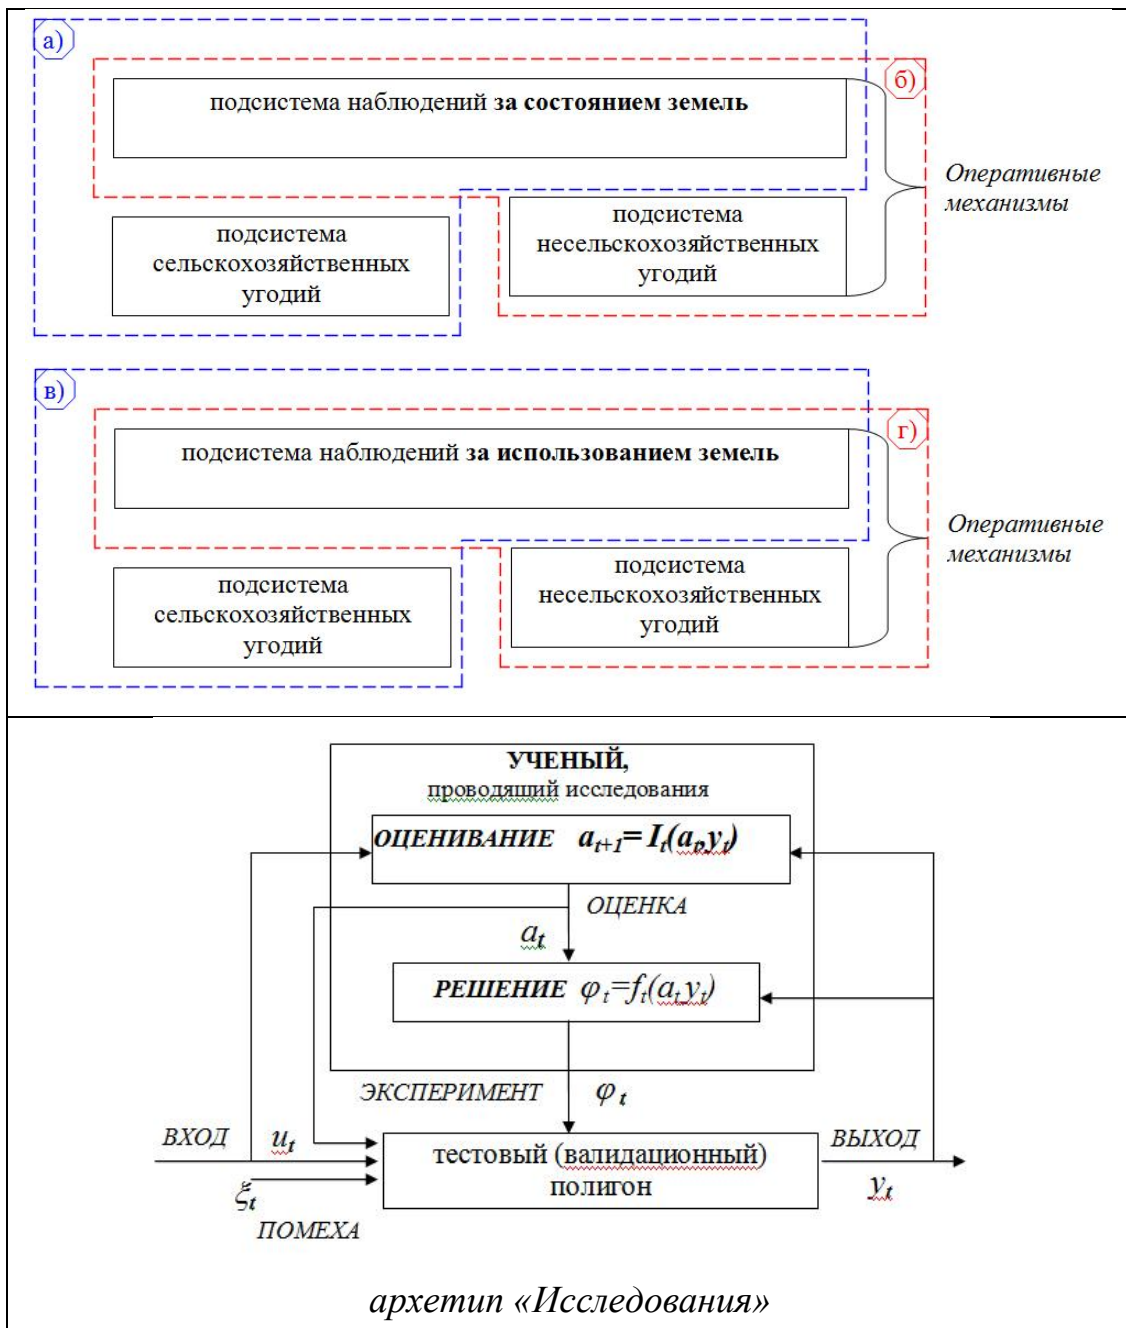 а)
б)
подсистема наблюдений за состоянием земель
Оперативные
механизмы
подсистема
сельскохозяйственных
угодий
подсистема
несельскохозяйственных
угодий
в)
г)
подсистема наблюдений за использованием земель
Оперативные
механизмы
подсистема
сельскохозяйственных
угодий
подсистема
несельскохозяйственных
угодий
УЧЕНЫЙ,
проводящий исследования
ОЦЕНИВАНИЕ a_{t+1}=I_t(a_t,y_t)
ОЦЕНКА
a_t
РЕШЕНИЕ φ_t=f_t(a_t,y_t)
ЭКСПЕРИМЕНТ φ_t
ВХОД u_t
тестовый (валидационный)
полигон
ВЫХОД
y_t
ξ_t
ПОМЕХА
архетип «Исследования»